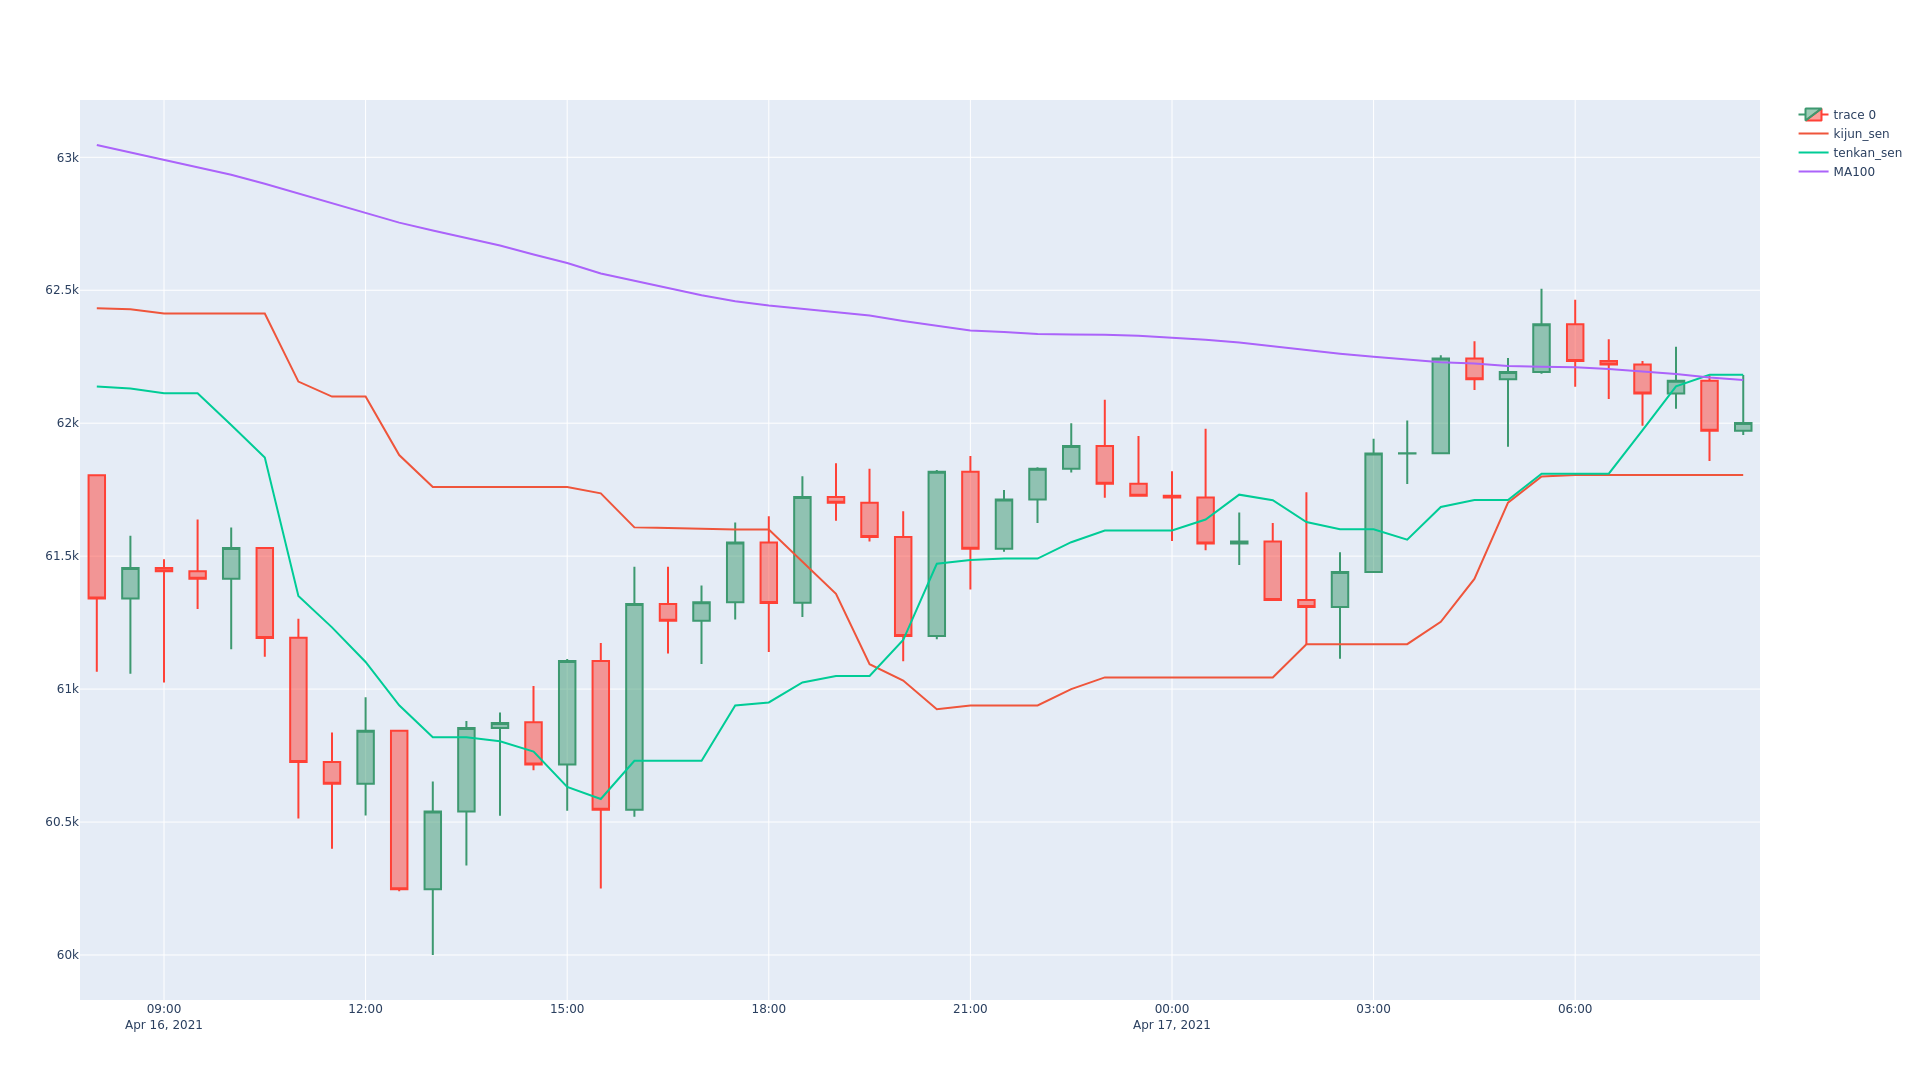 trace 0
kijun_sen
tenkan_sen
MA100
63k
62.5k
62k
61.5k
61k
60.5k
60k
09:00 12:00 15:00 18:00 21:00 00:00 03:00 06:00
Apr 16, 2021 Apr 17, 2021